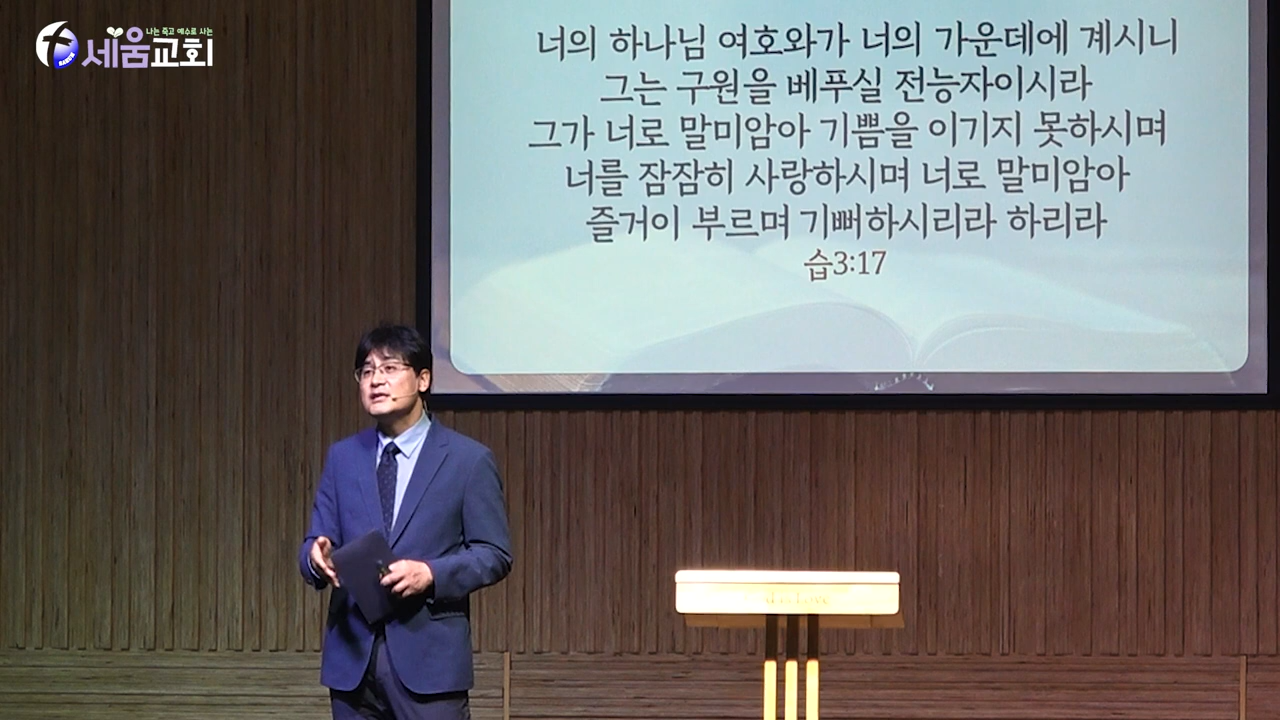 나는 죽고 예수로 사는
세움교회
너의 하나님 여호와가 너의 가운데에 계시니
그는 구원을 베푸실 전능자이시라
그가 너로 말미암아 기쁨을 이기지 못하시며
너를 잠잠히 사랑하시며 너로 말미암아
즐거이 부르며 기뻐하시리라 하리라
습3:17